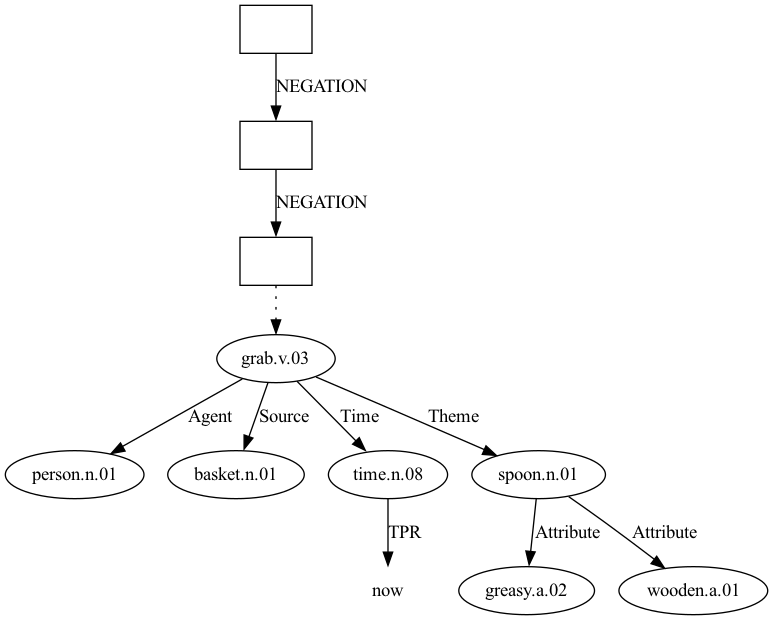 NEGATION
NEGATION
grab.v.03
Agent Source Time Theme
person.n.01 basket.n.01 time.n.08 spoon.n.01
TPR Attribute Attribute
now greasy.a.02 wooden.a.01